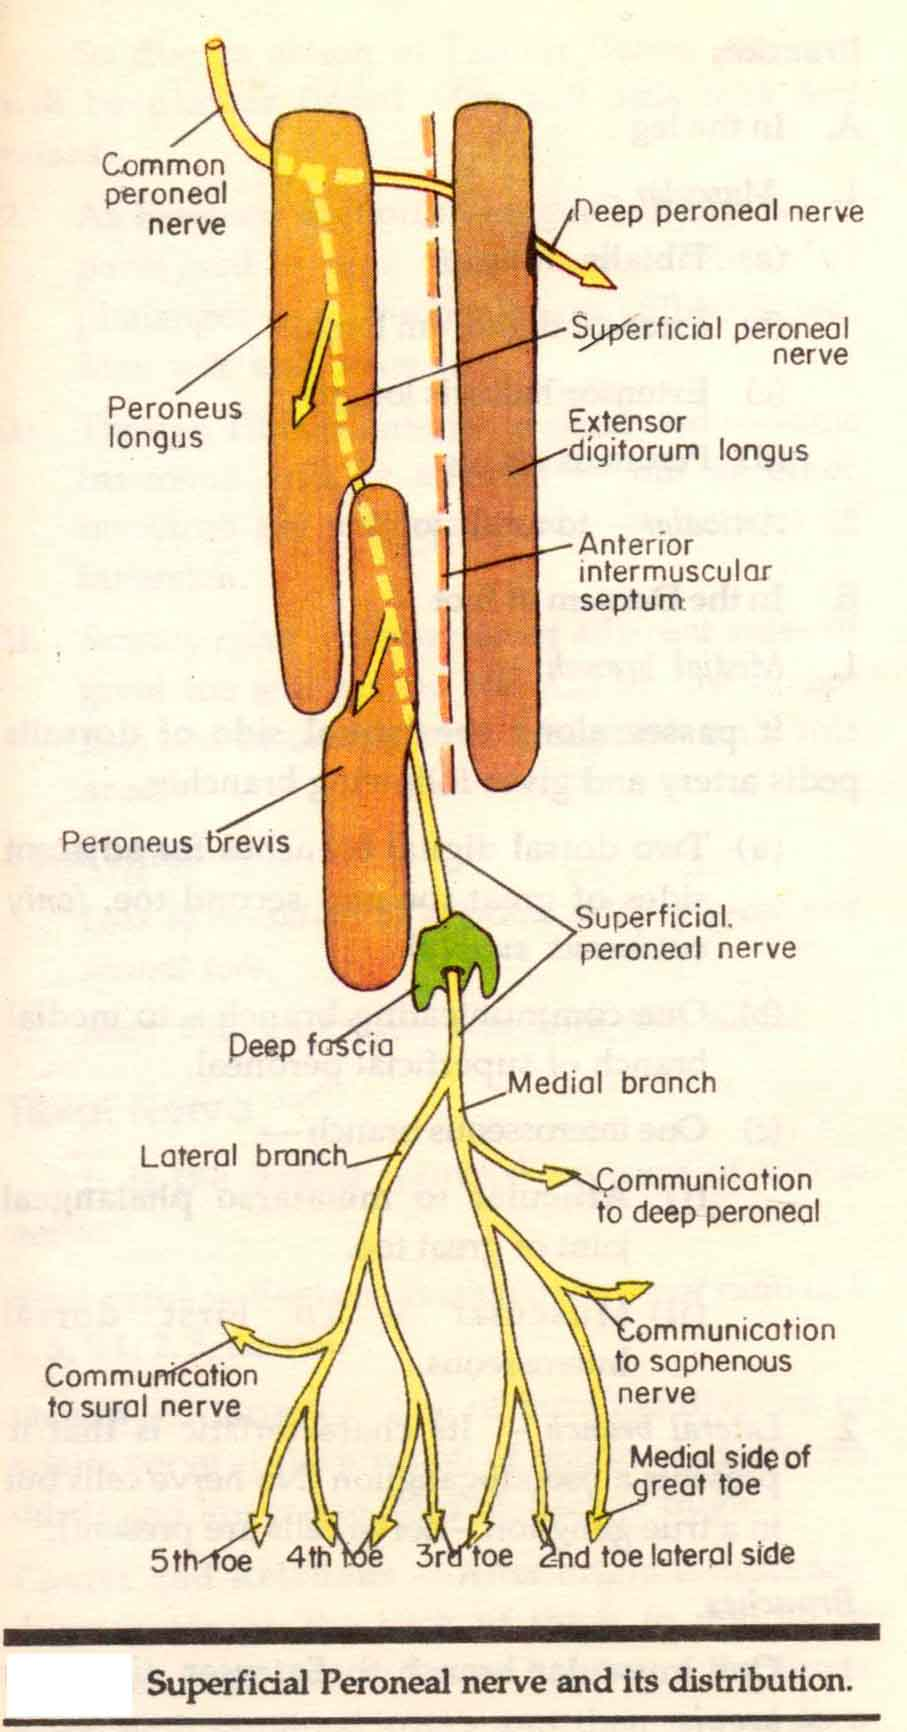 Common
peroneal
nerve
Deep peroneal nerve
Superficial peroneal
nerve
Peroneus
longus
Extensor
digitorum longus
Anterior
intermuscular
septum
Peroneus brevis
Superficial.
peroneal nerve
Deep fascia
Medial branch
Lateral branch
Communication
to deep peroneal
Communication
to saphenous
nerve
Communication
to sural nerve
Medial side of
great toe
5th toe 4th toe 3rd toe 2nd toe lateral side
Superficial Peroneal nerve and its distribution.